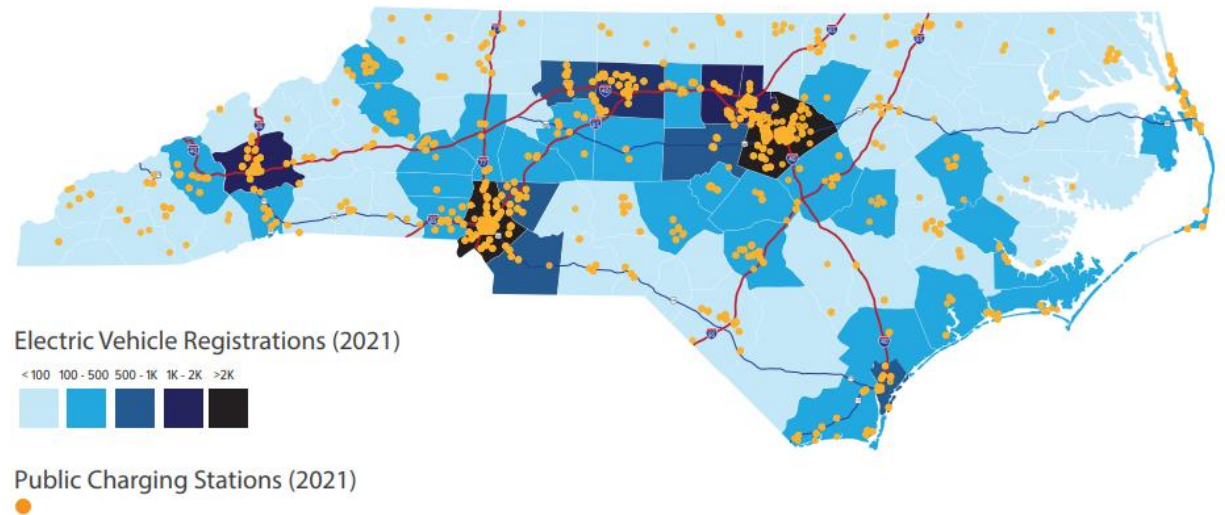 Electric Vehicle Registrations (2021)
<100 100 - 500 500 - 1K 1K - 2K >2K
Public Charging Stations (2021)